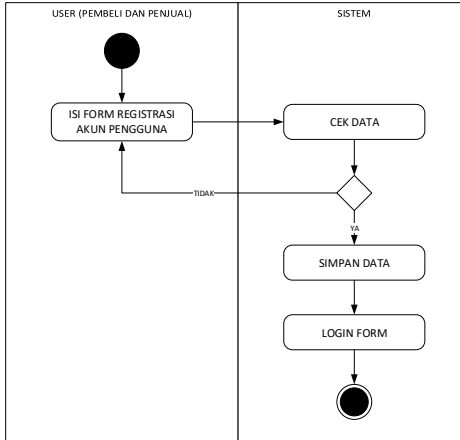 USER (PEMBELI DAN PENJUAL)
SISTEM
ISI FORM REGISTRASI
AKUN PENGGUNA
CEK DATA
TIDAK
YA
SIMPAN DATA
LOGIN FORM